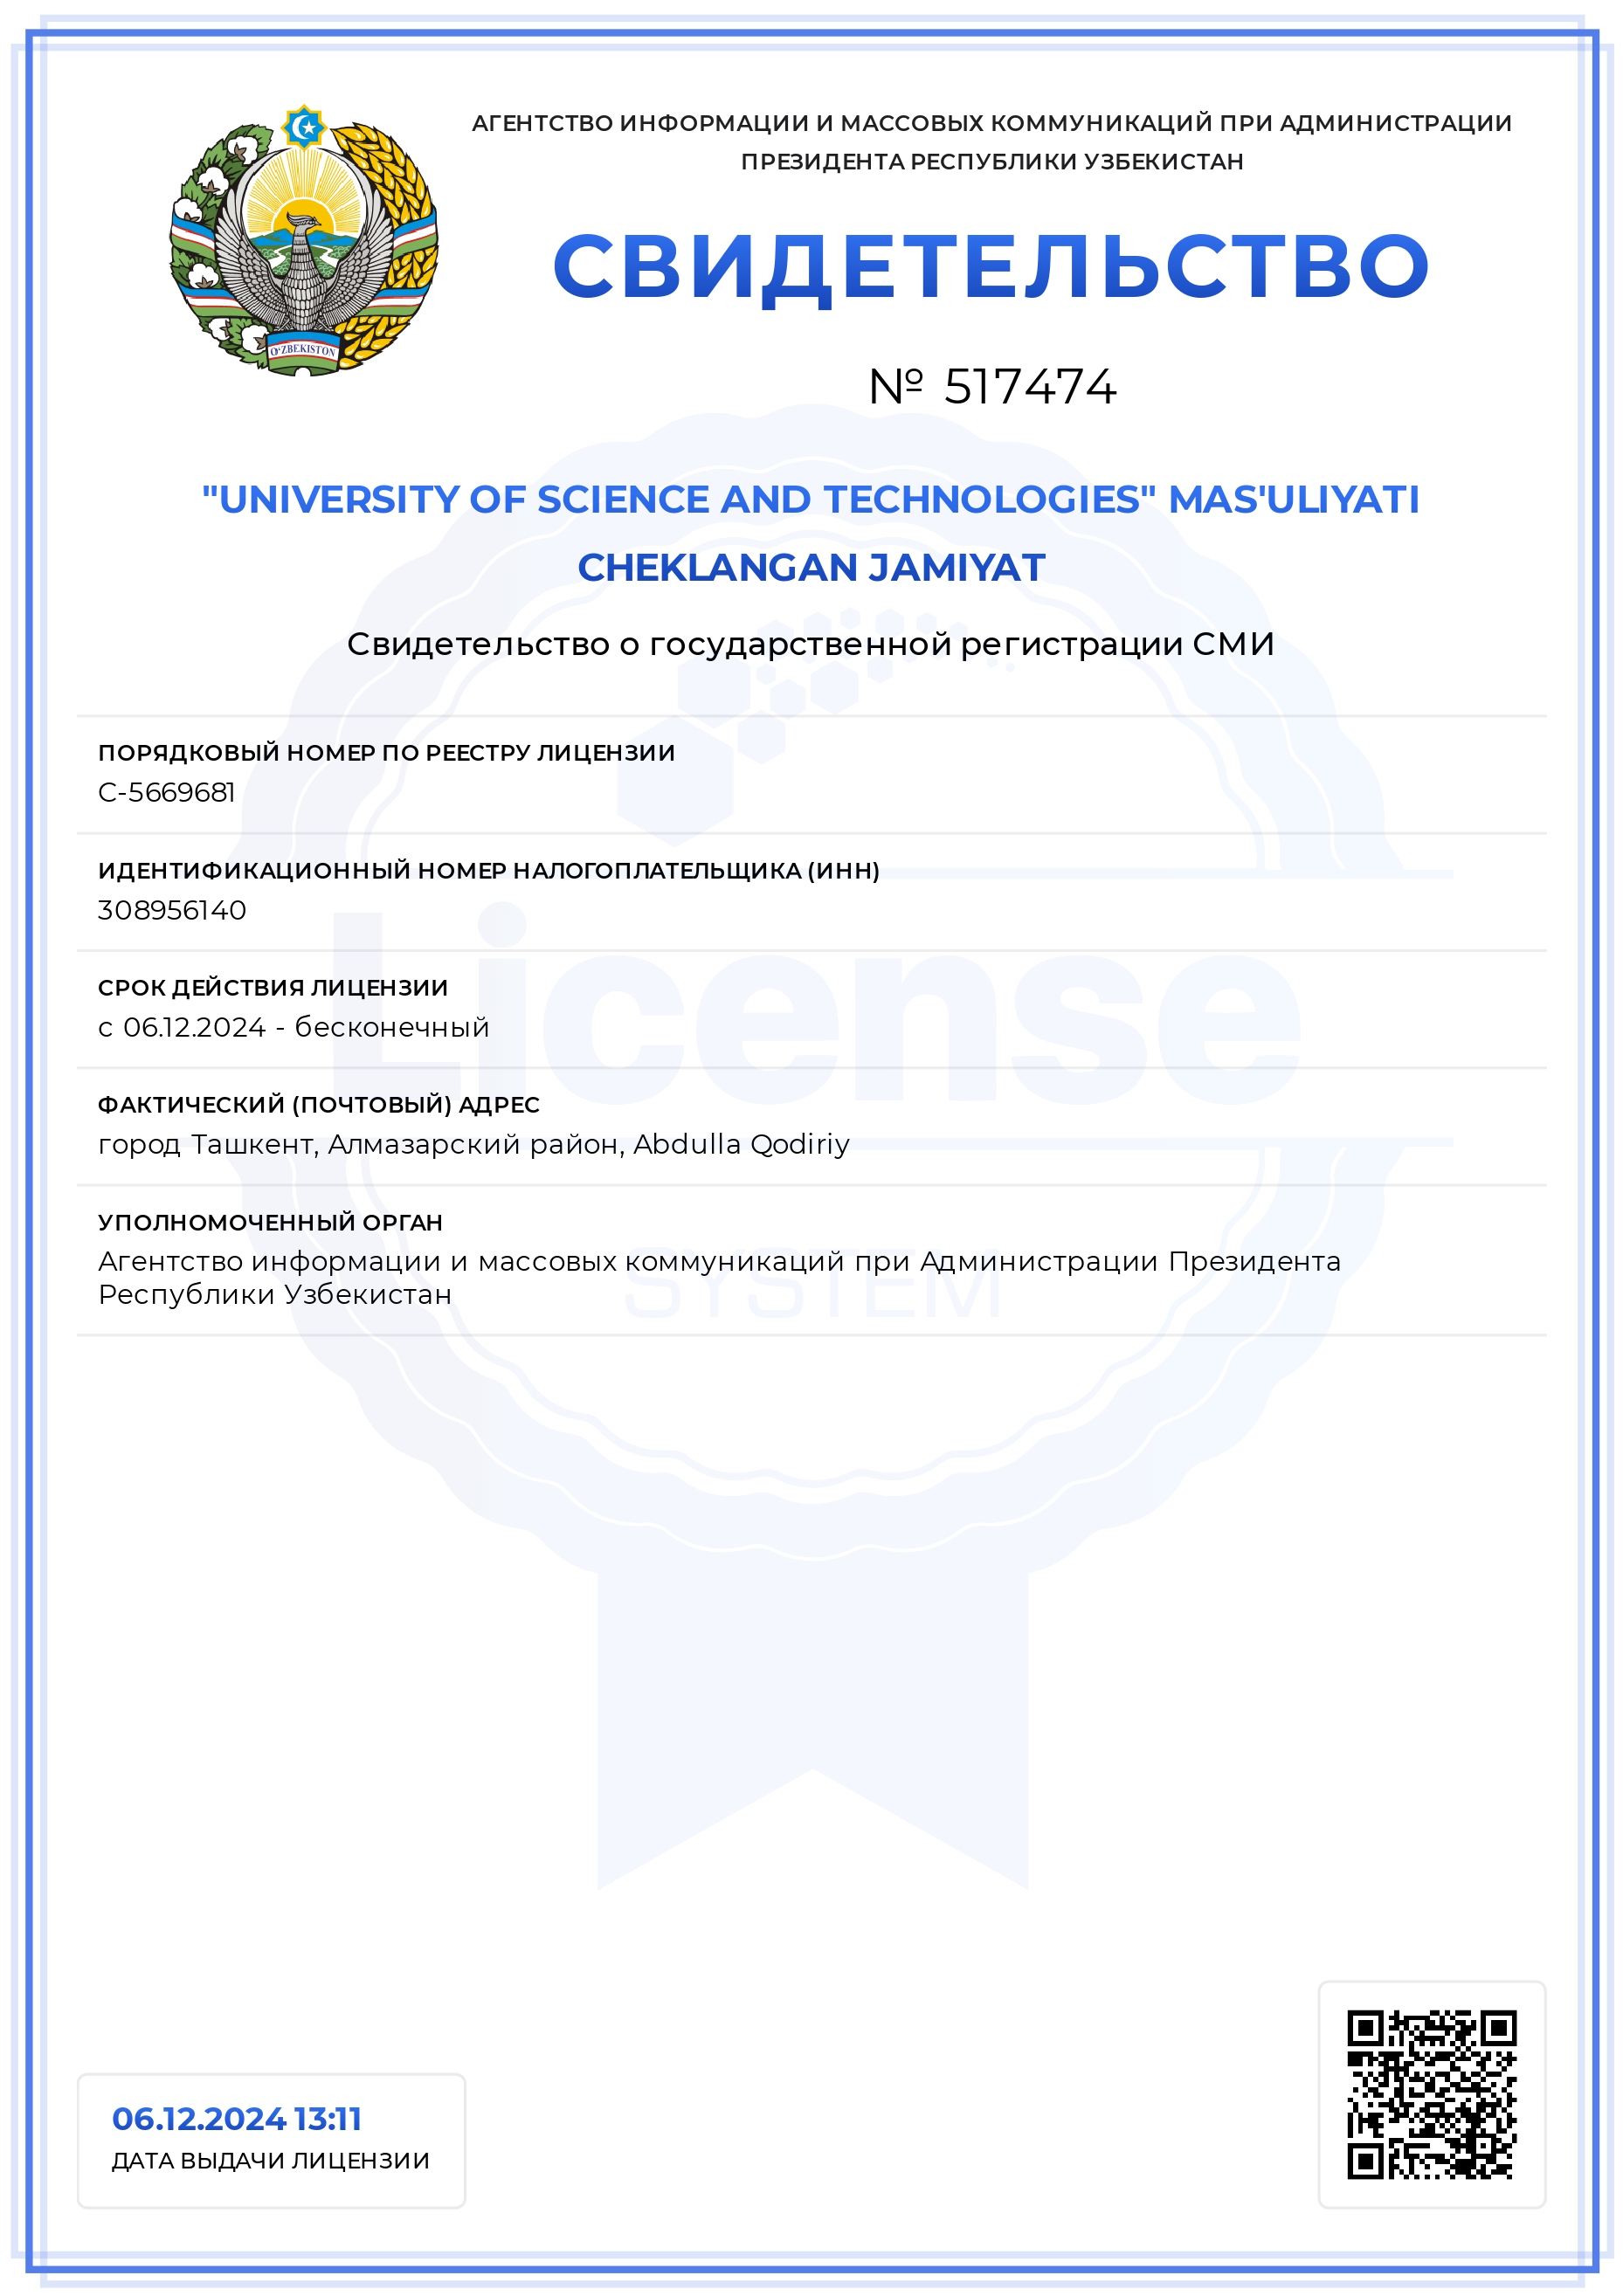 АГЕНТСТВО ИНФОРМАЦИИ И МАССОВЫХ КОММУНИКАЦИЙ ПРИ АДМИНИСТРАЦИИ
ПРЕЗИДЕНТА РЕСПУБЛИКИ УЗБЕКИСТАН
O'ZBEKISTON
СВИДЕТЕЛЬСТВО
№ 517474
"UNIVERSITY OF SCIENCE AND TECHNOLOGIES" MAS'ULIYATI
CHEKLANGAN JAMIYAT
Свидетельство о государственной регистрации СМИ
ПОРЯДКОВЫЙ НОМЕР ПО РЕЕСТРУ ЛИЦЕНЗИИ
C-5669681
ИДЕНТИФИКАЦИОННЫЙ НОМЕР НАЛОГОПЛАТЕЛЬЩИКА (ИНН)
308956140
License
СРОК ДЕЙСТВИЯ ЛИЦЕНЗИИ
с 06.12.2024 - бесконечный
ФАКТИЧЕСКИЙ (ПОЧТОВЫЙ) АДРЕС
город Ташкент, Алмазарский район, Abdulla Qodiriy
УПОЛНОМОЧЕННЫЙ ОРГАН
Агентство информации и массовых коммуникаций при Администрации Президента
Республики Узбекистан
SYSTEM
06.12.2024 13:11
ДАТА ВЫДАЧИ ЛИЦЕНЗИИ